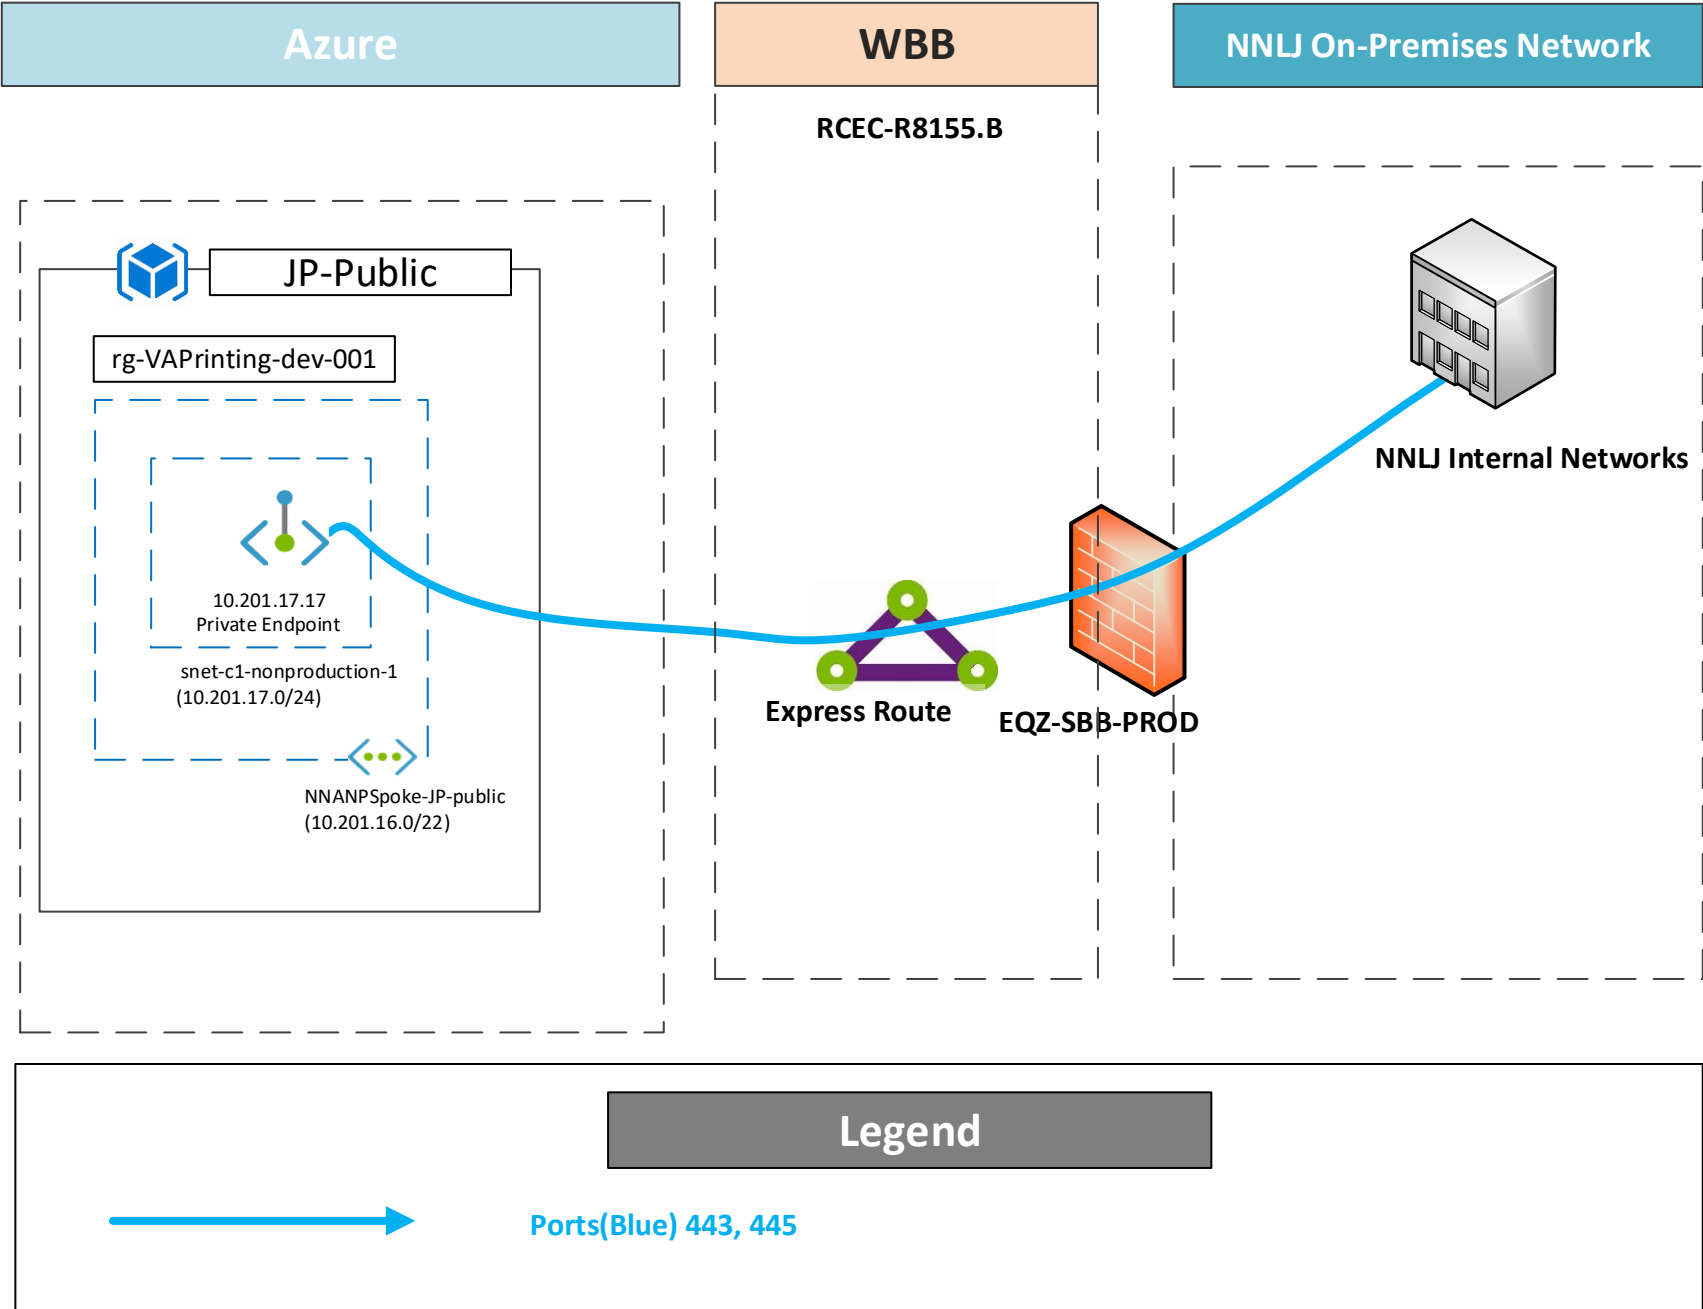 Azure
WBB
NNLJ On-Premises Network
RCEC-R8155.B
JP-Public
rg-VAPrinting-dev-001
10.201.17.17
Private Endpoint
snet-c1-nonproduction-1
(10.201.17.0/24)
NNANPSpoke-JP-public
(10.201.16.0/22)
Express Route
EQZ-SBB-PROD
NNLJ Internal Networks
Legend
Ports(Blue) 443, 445